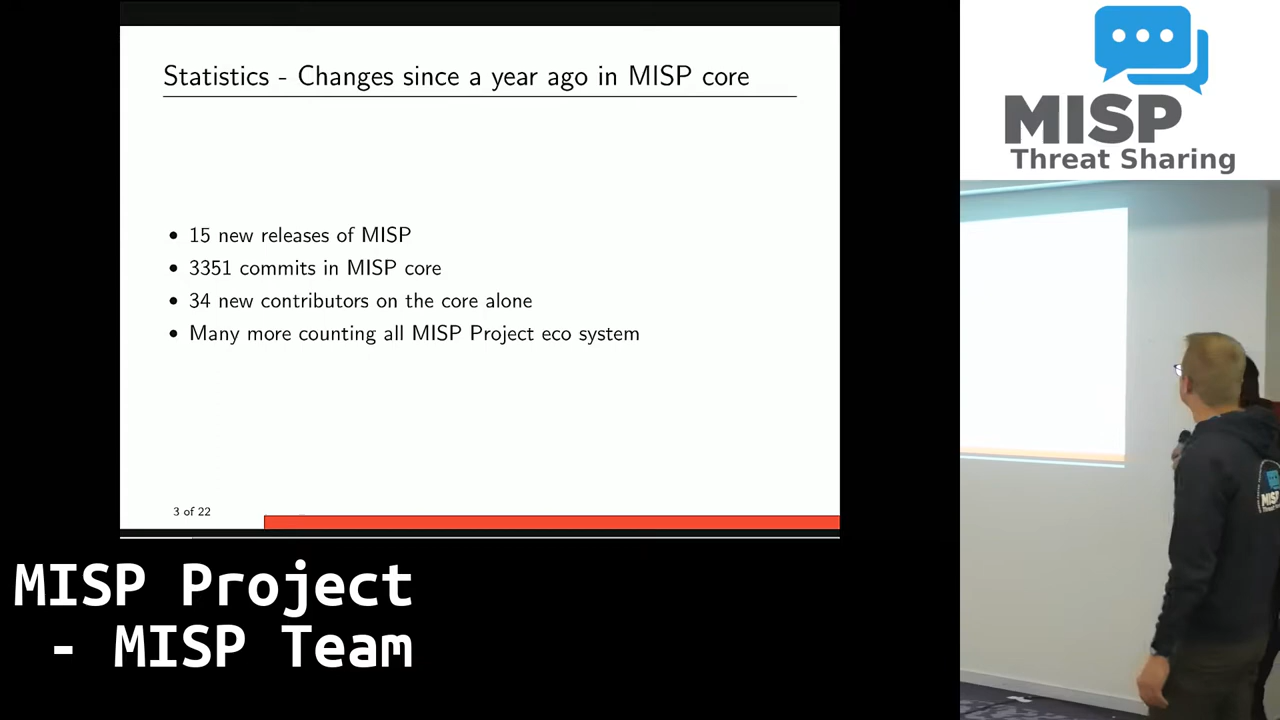 Statistics - Changes since a year ago in MISP core
• 15 new releases of MISP
• 3351 commits in MISP core
• 34 new contributors on the core alone
• Many more counting all MISP Project eco system
3 of 22
MISP
Threat Sharing
MISP
MISP Project
- MISP Team